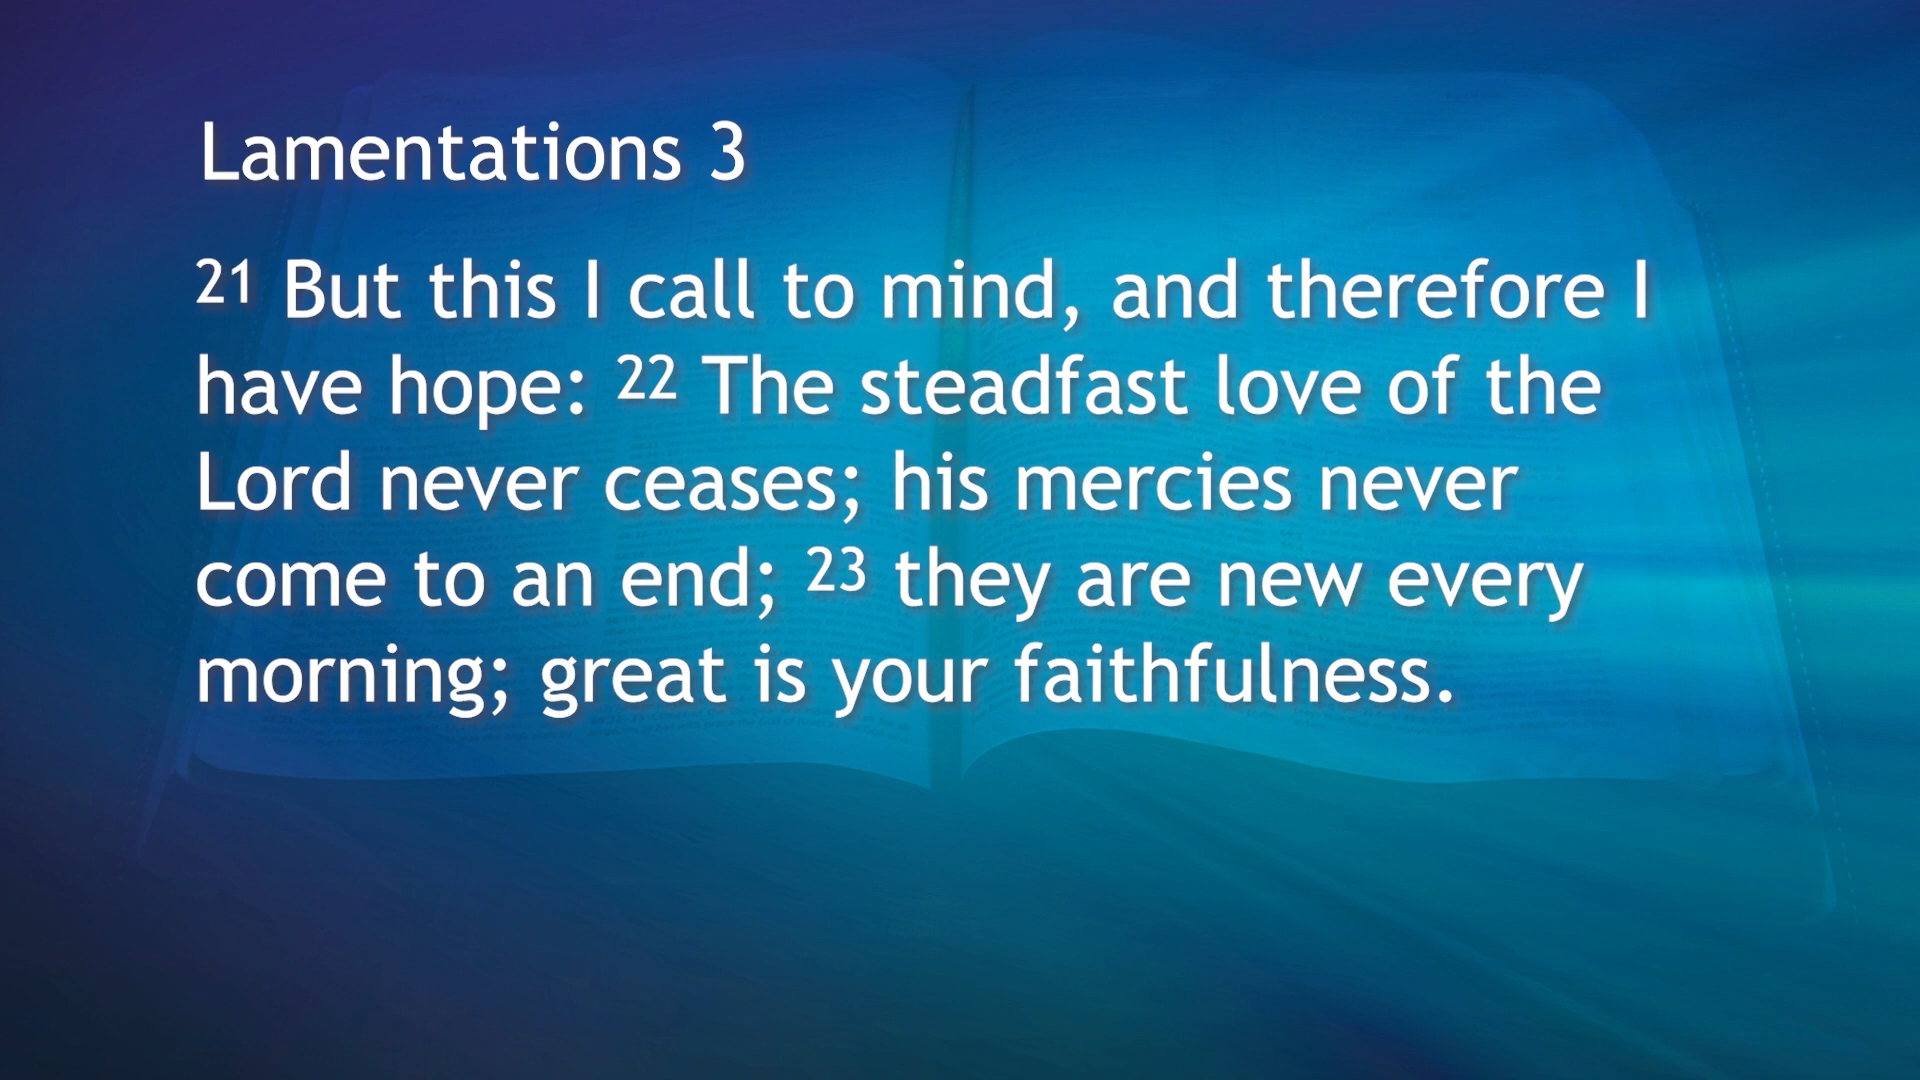 Lamentations 3
21 But this I call to mind, and therefore I
have hope: 22 The steadfast love of the
Lord never ceases; his mercies never
come to an end; 23 they are new every
morning; great is your faithfulness.